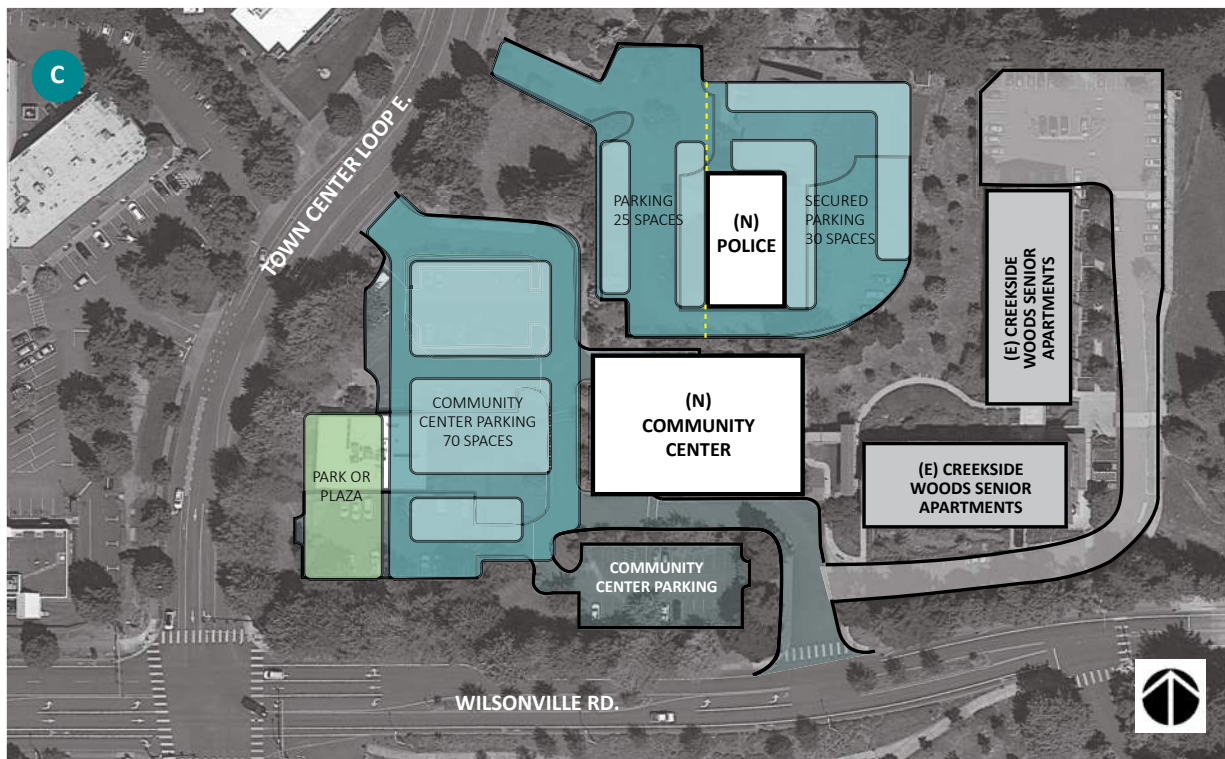 C
TOWN CENTER LOOP E.
PARKING
25 SPACES
(N)
POLICE
SECURED
PARKING
30 SPACES
(E) CREEKSIDE
WOODS SENIOR
APARTMENTS
COMMUNITY
CENTER PARKING
70 SPACES
(N)
COMMUNITY
CENTER
PARK OR
PLAZA
(E) CREEKSIDE
WOODS SENIOR
APARTMENTS
COMMUNITY
CENTER PARKING
WILSONVILLE RD.